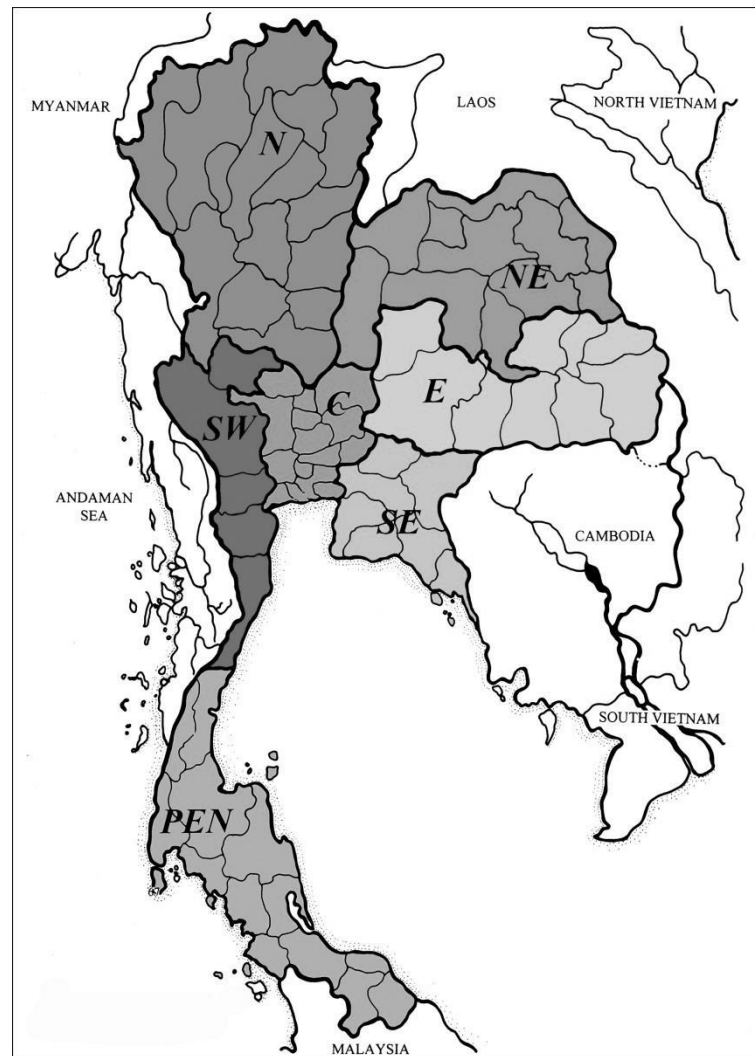 MYANMAR
LAOS
NORTH VIETNAM
N
NE
C
E
SW
ANDAMAN
SEA
SE
CAMBODIA
SOUTH VIETNAM
PEN
MALAYSIA